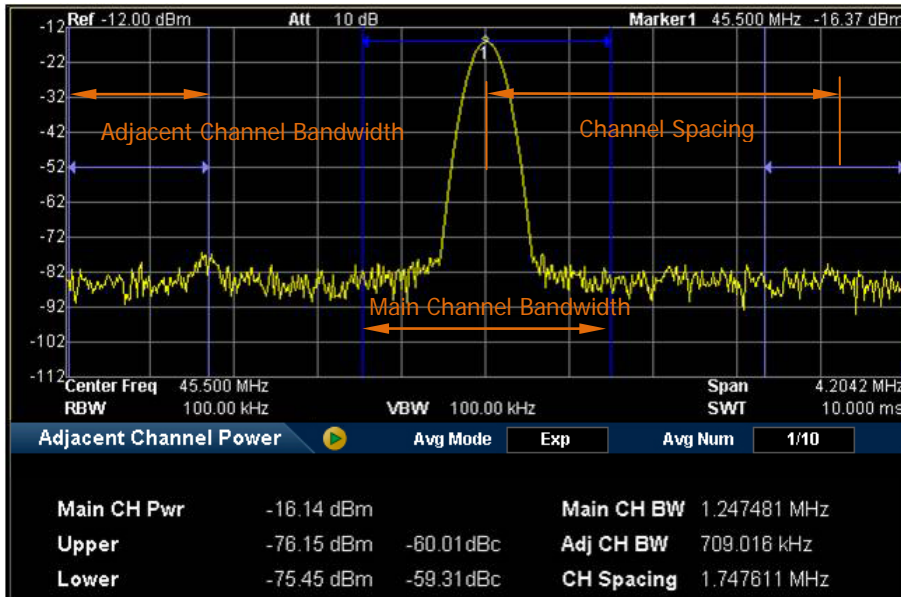 Ref -12.00 dBm Att 10 dB Marker1 45.500 MHz -16.37 dBm
-12
1
-22
-32
Adjacent Channel Bandwidth Channel Spacing
-42
-52
-62
-72
-82
-92
Main Channel Bandwidth
-102
-112
Center Freq 45.500 MHz Span 4.2042 MHz
RBW 100.00 kHz VBW 100.00 kHz SWT 10.000 ms
Adjacent Channel Power Avg Mode Exp Avg Num 1/10
Main CH Pwr -16.14 dBm Main CH BW 1.247481 MHz
Upper -76.15 dBm -60.01dBc Adj CH BW 709.016 kHz
Lower -75.45 dBm -59.31dBc CH Spacing 1.747611 MHz